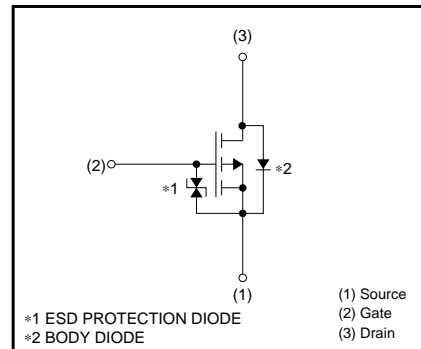 (3)
(2)
∗1
∗2
(1)
∗1 ESD PROTECTION DIODE
∗2 BODY DIODE
(1) Source
(2) Gate
(3) Drain